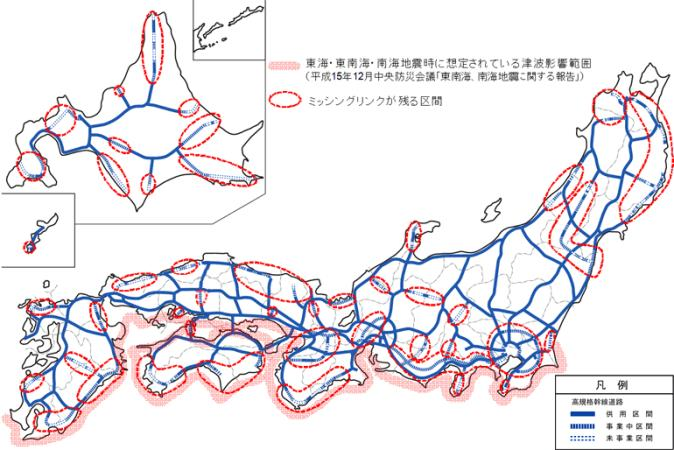 東海・東南海・南海地震時に想定されている津波影響範囲
（平成15年12月中央防災会議「東南海、南海地震に関する報告」）
ミッシングリンクが残る区間
凡例
高規格幹線道路
供用区間
事業中区間
未事業区間